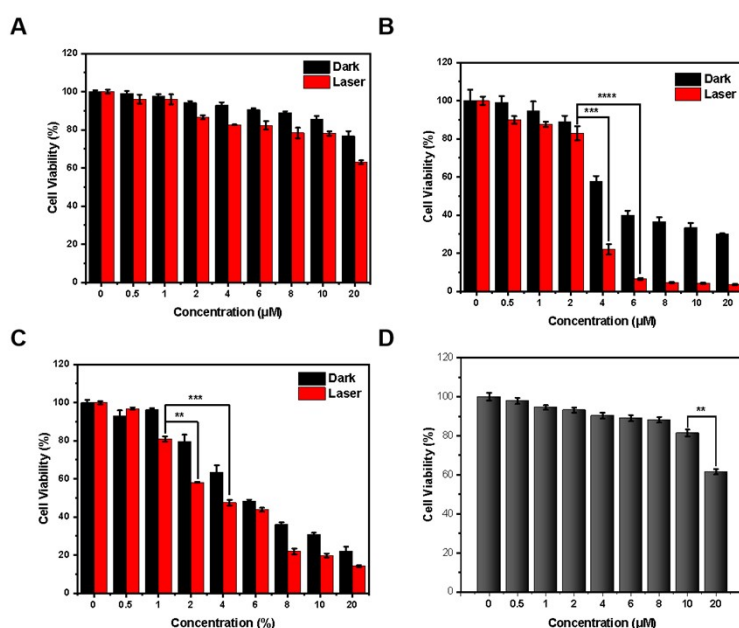 A
120
100
80
60
40
20
0
Cell Viability (%)
Dark
Laser
0 0.5 1 2 4 6 8 10 20
Concentration (µM)
B
120
100
80
60
40
20
0
Cell Viability (%)
Dark
Laser
****
***
0 0.5 1 2 4 6 8 10 20
Concentration (µM)
C
120
100
80
60
40
20
0
Cell Viability (%)
Dark
Laser
***
**
0 0.5 1 2 4 6 8 10 20
Concentration (%)
D
120
100
80
60
40
20
0
Cell Viability (%)
**
0 0.5 1 2 4 6 8 10 20
Concentration (µM)